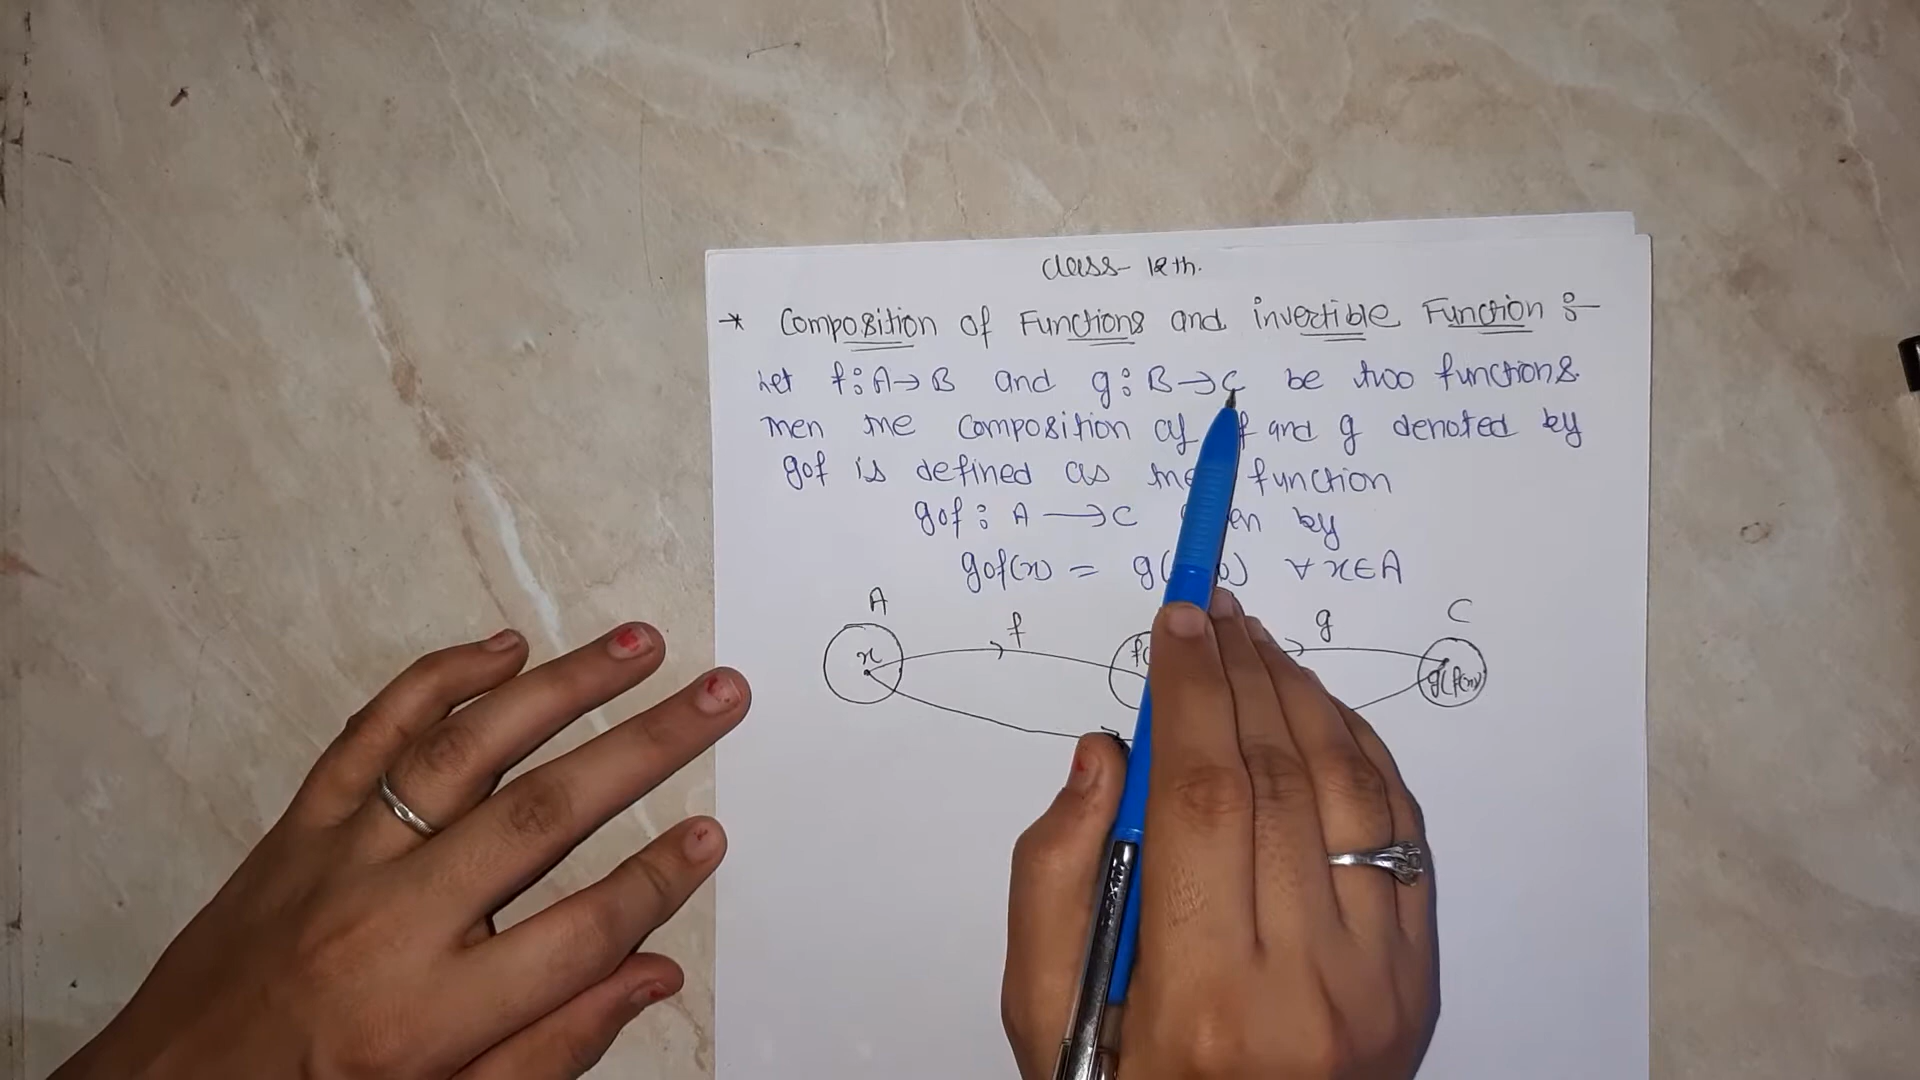 Class- 12th.
* Composition of Functions and invertible Function :-
Let f: A→B and g: B→C be two functions.
Then the composition of f and g denoted by
gof is defined as the function
gof : A → C by
gof(x) = g( ) ∀ x∈A
A f g C
x g(f(x))